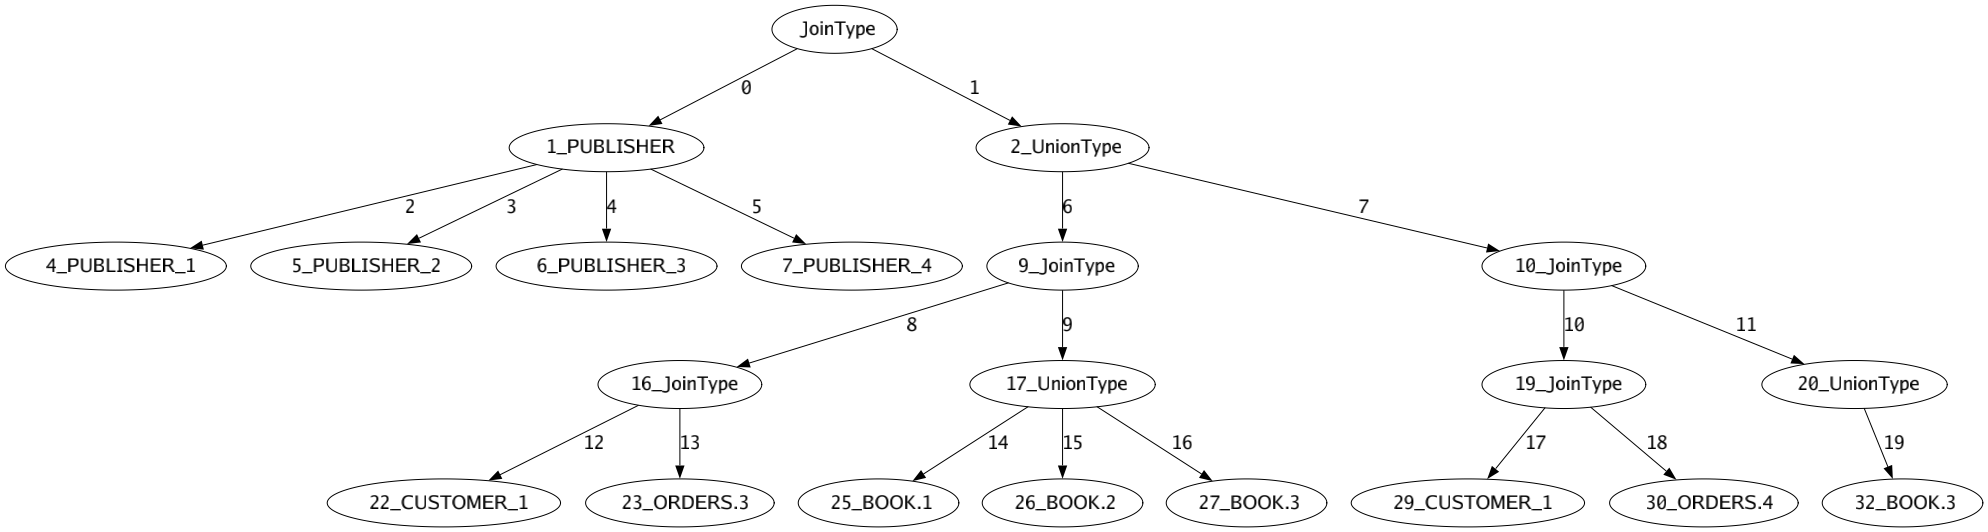 JoinType
0
1
1_PUBLISHER
2_UnionType
2
3
4
5
6
7
4_PUBLISHER_1
5_PUBLISHER_2
6_PUBLISHER_3
7_PUBLISHER_4
9_JoinType
10_JoinType
8
9
10
11
16_JoinType
17_UnionType
19_JoinType
20_UnionType
12
13
14
15
16
17
18
19
22_CUSTOMER_1
23_ORDERS.3
25_BOOK.1
26_BOOK.2
27_BOOK.3
29_CUSTOMER_1
30_ORDERS.4
32_BOOK.3